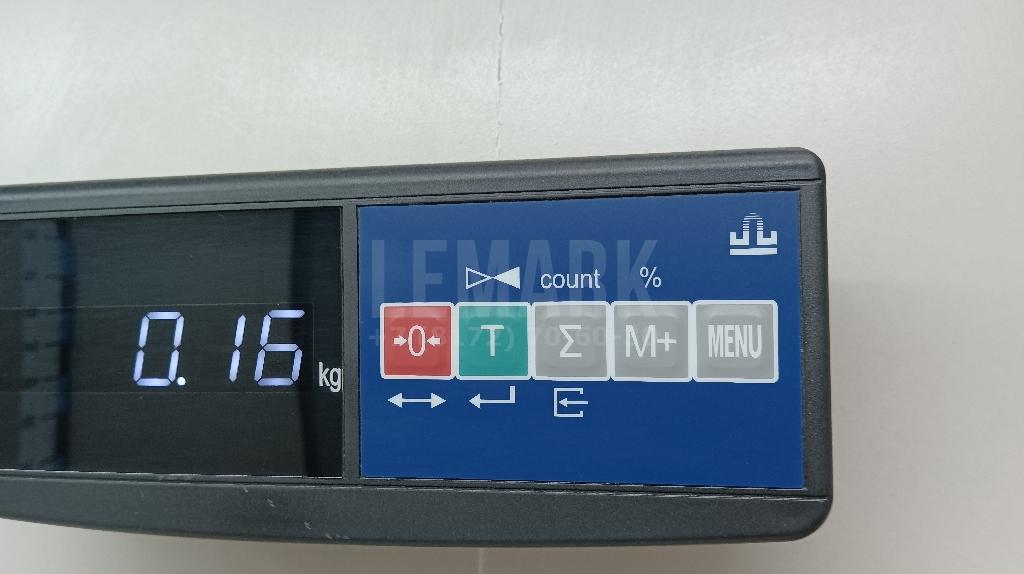 LEMARK
count %
0.16 kg
→0← T Σ M+ MENU